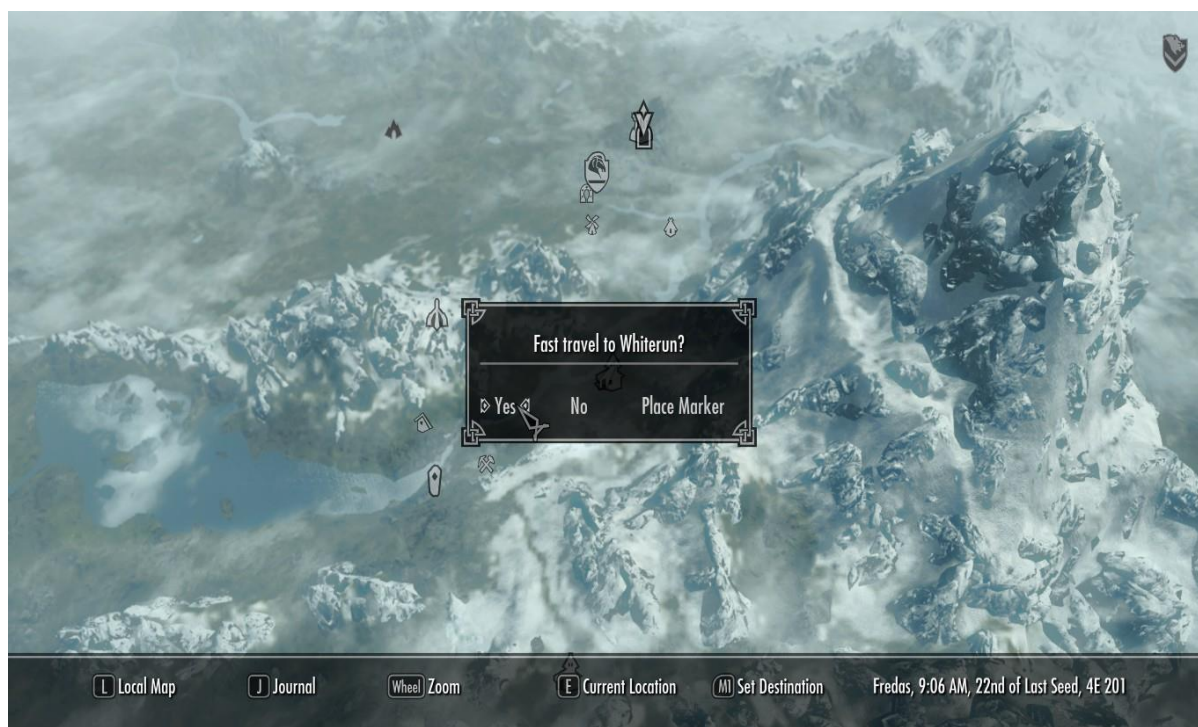 Fast travel to Whiterun?
Yes No Place Marker
L Local Map J Journal Wheel Zoom E Current Location M1 Set Destination Fredas, 9:06 AM, 22nd of Last Seed, 4E 201